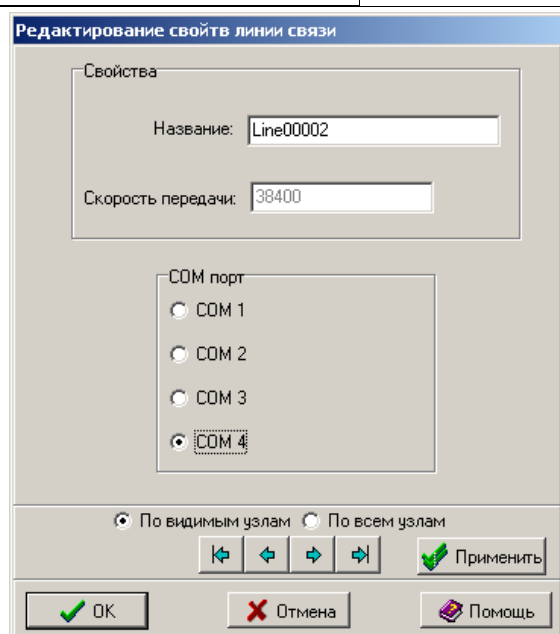 Редактирование свойтв линии связи
Свойства
Название: Line00002
Скорость передачи: 38400
COM порт
COM 1
COM 2
COM 3
COM 4
По видимым узлам По всем узлам
Применить
OK Отмена Помощь